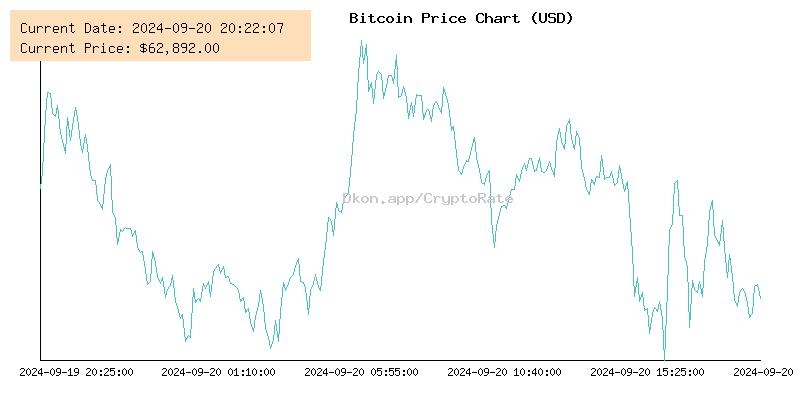 Bitcoin Price Chart (USD)
Current Date: 2024-09-20 20:22:07
Current Price: $62,892.00
Dkon.app/CryptoRate
2024-09-19 20:25:00 2024-09-20 01:10:00 2024-09-20 05:55:00 2024-09-20 10:40:00 2024-09-20 15:25:00 2024-09-20